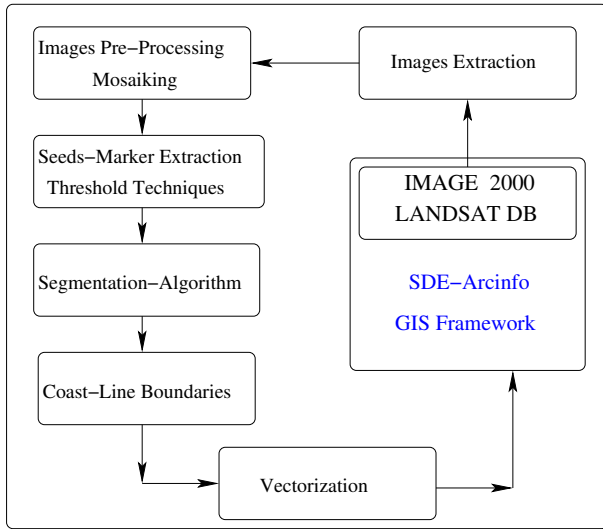 Images Pre−Processing
Mosaiking
Images Extraction
Seeds−Marker Extraction
Threshold Techniques
IMAGE 2000
LANDSAT DB
SDE−Arcinfo
GIS Framework
Segmentation−Algorithm
Coast−Line Boundaries
Vectorization